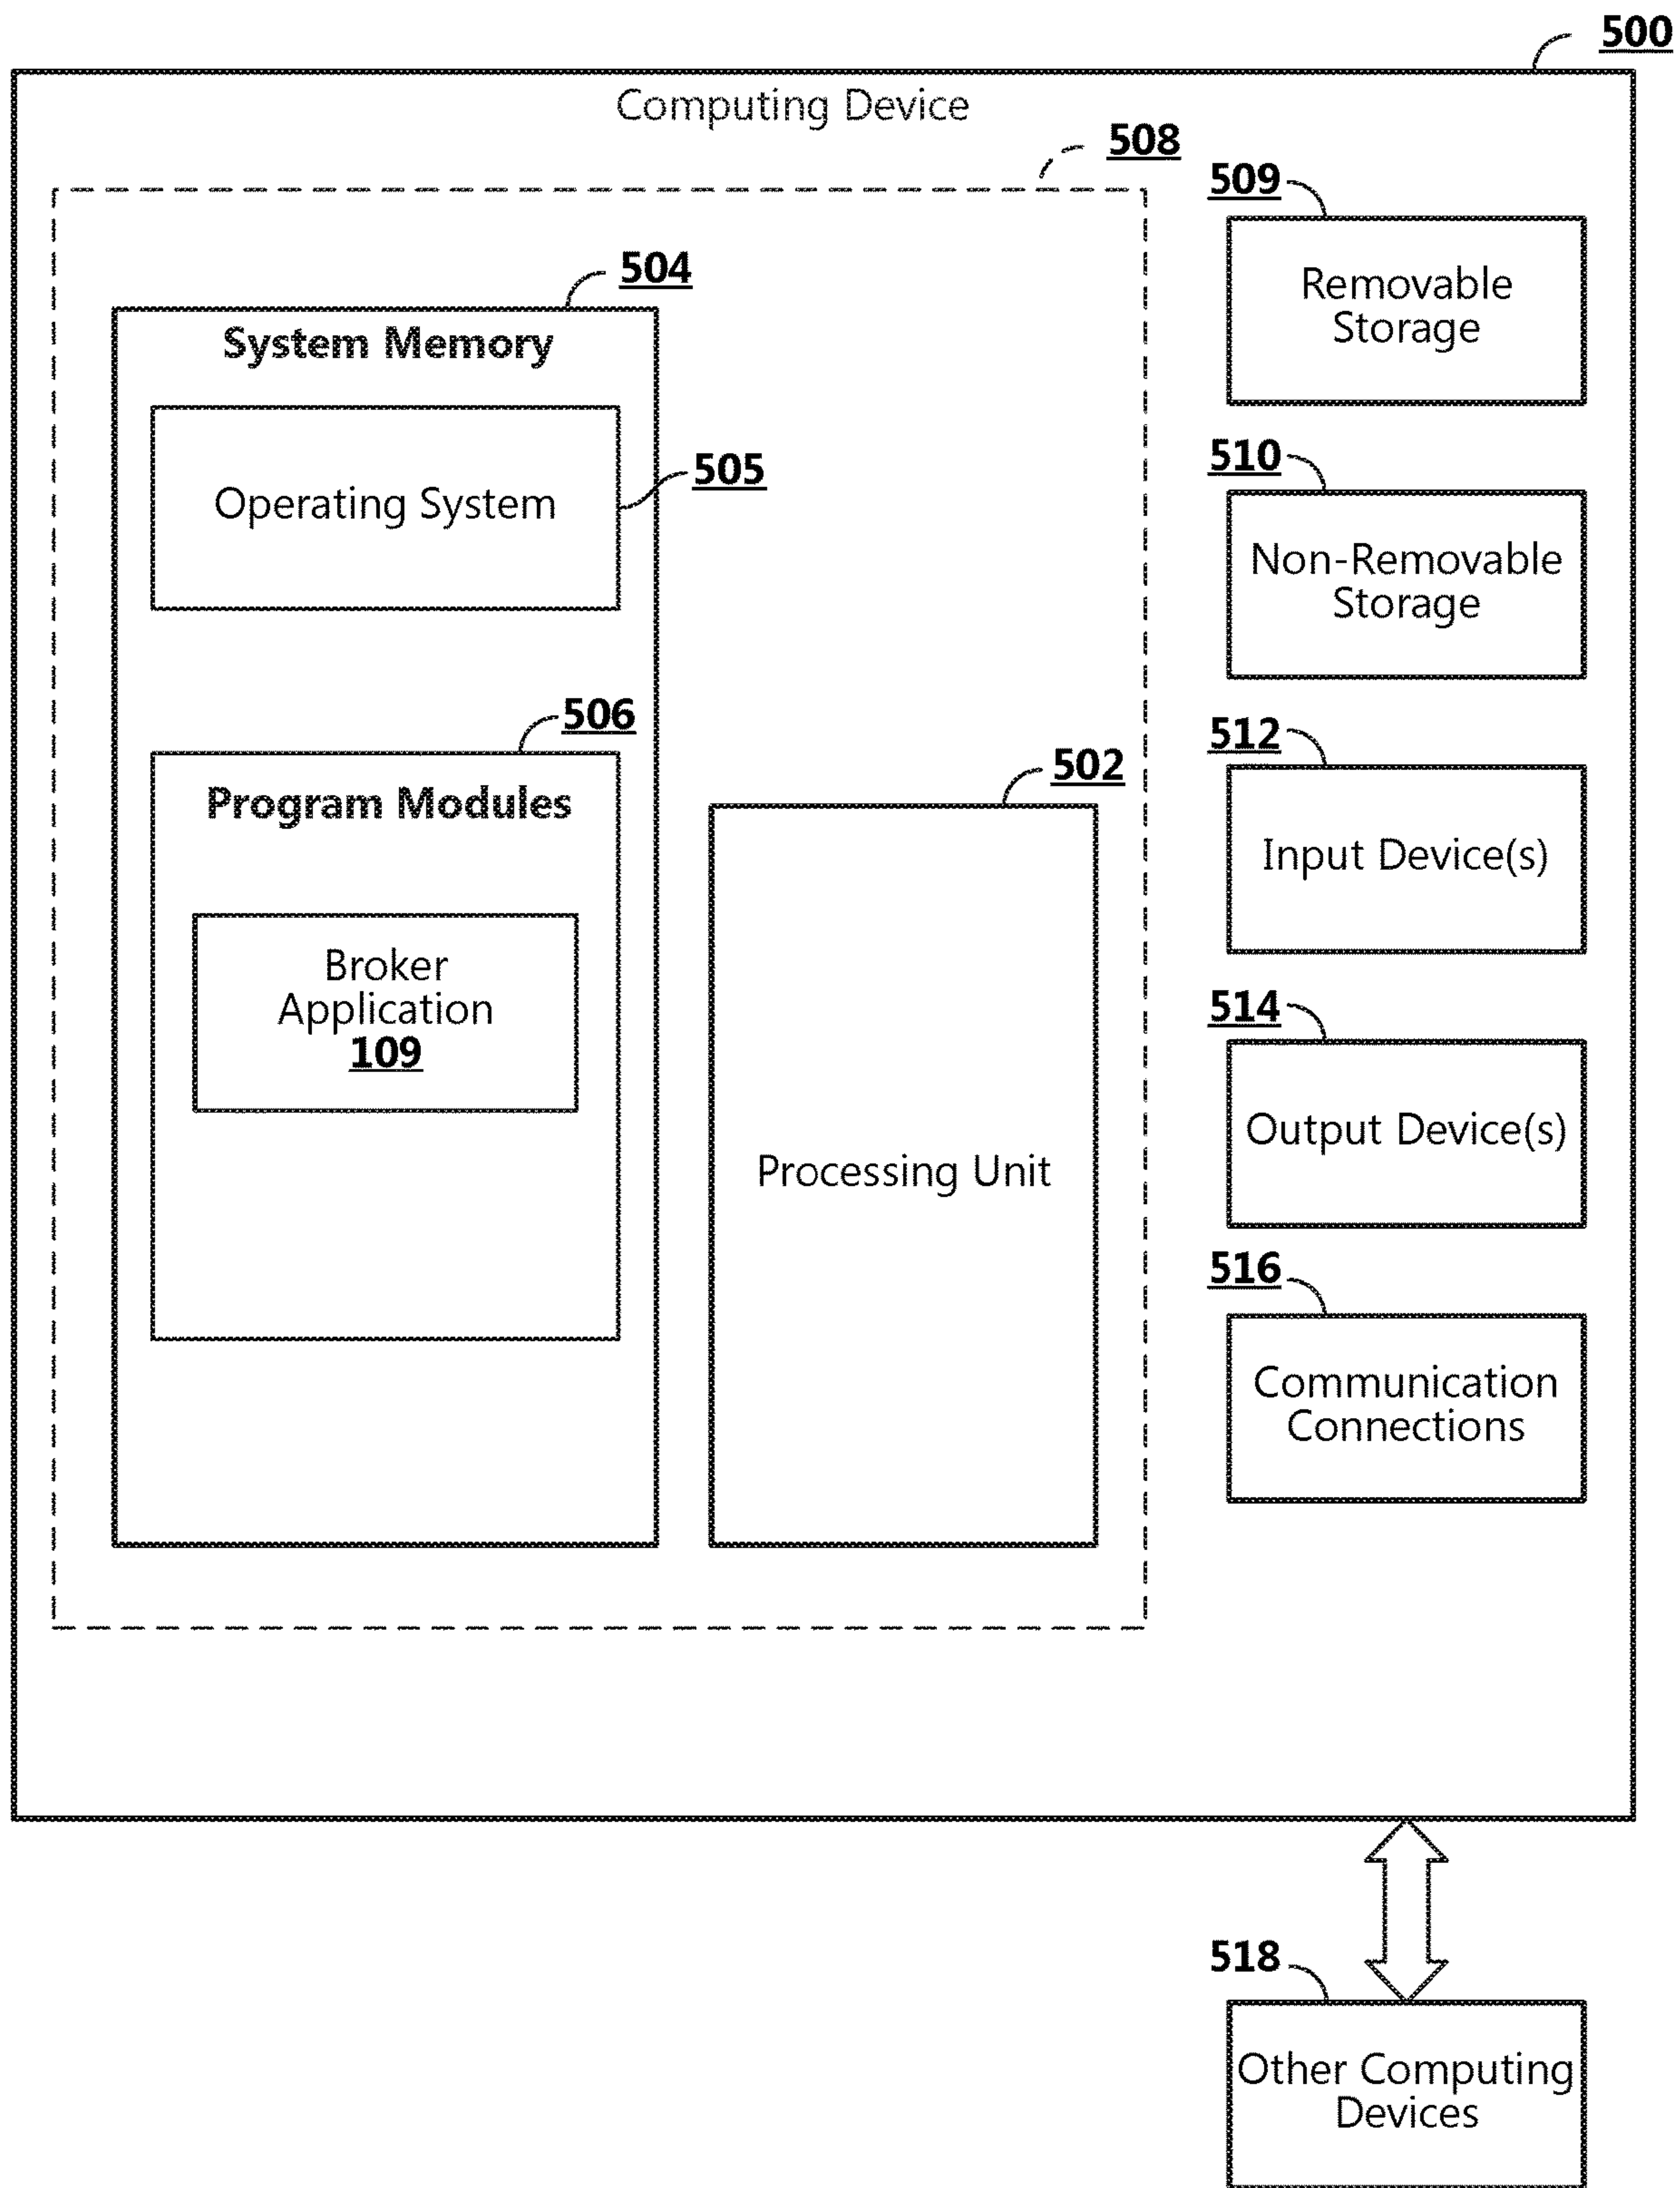 500
Computing Device
508
509
Removable
Storage
504
System Memory
Operating System
505
510
Non-Removable
Storage
506
Program Modules
Broker
Application
109
502
Processing Unit
512
Input Device(s)
514
Output Device(s)
516
Communication
Connections
518
Other Computing
Devices